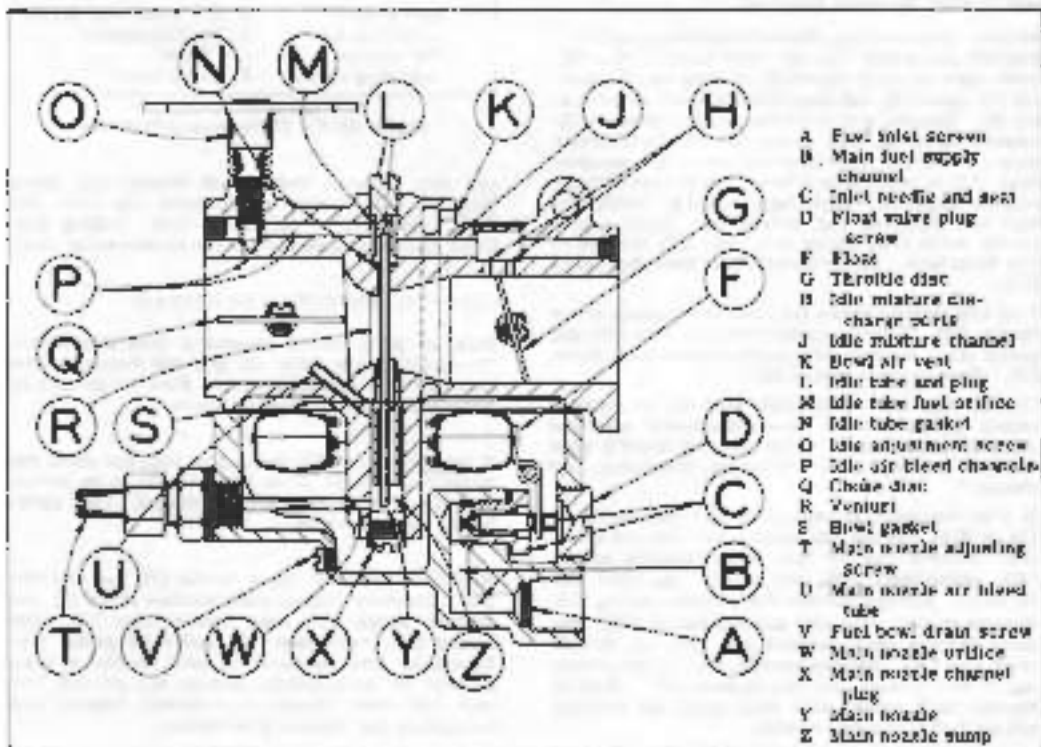 N M
O L K J H
G
P F
Q
R S D
C
U B
T V W X Y Z A
A Fuel inlet screen
B Main fuel supply
channel
C Inlet needle and seat
D Float valve plug
screw
F Float
G Throttle disc
H Idle mixture dis-
charge ports
J Idle mixture channel
K Bowl air vent
L Idle tube and plug
M Idle tube fuel orifice
N Idle tube gasket
O Idle adjustment screw
P Idle air bleed channels
Q Choke disc
R Venturi
S Bowl gasket
T Main nozzle adjusting
screw
U Main nozzle air bleed
tube
V Fuel bowl drain screw
W Main nozzle orifice
X Main nozzle channel
plug
Y Main nozzle
Z Main nozzle sump